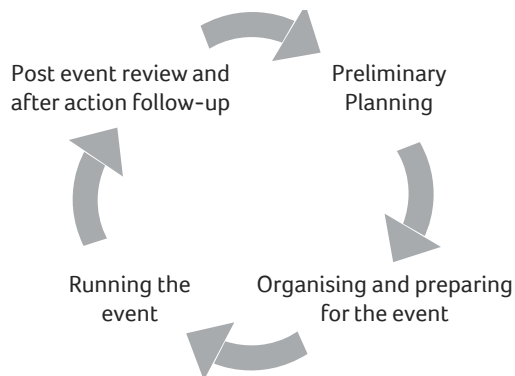 Post event review and
after action follow-up
Preliminary
Planning
Running the
event
Organising and preparing
for the event